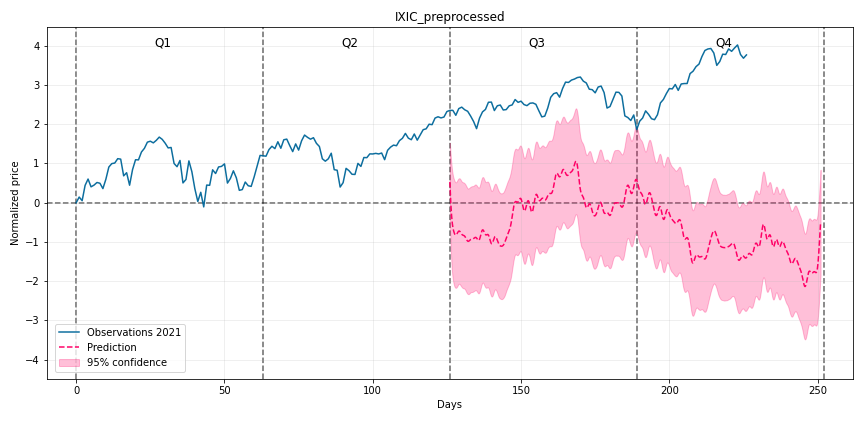 IXIC_preprocessed
Q1 Q2 Q3 Q4
Normalized price
4
3
2
1
0
−1
−2
−3
−4
Observations 2021
Prediction
95% confidence
0 50 100 150 200 250
Days